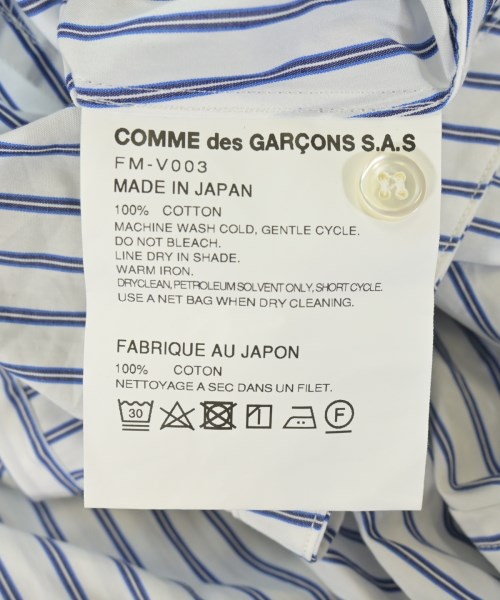 COMME des GARÇONS S.A.S
FM-V003
MADE IN JAPAN
100% COTTON
MACHINE WASH COLD, GENTLE CYCLE.
DO NOT BLEACH.
LINE DRY IN SHADE.
WARM IRON.
DRYCLEAN, PETROLEUM SOLVENT ONLY, SHORT CYCLE.
USE A NET BAG WHEN DRY CLEANING.
FABRIQUE AU JAPON
100% COTON
NETTOYAGE A SEC DANS UN FILET.
30 F